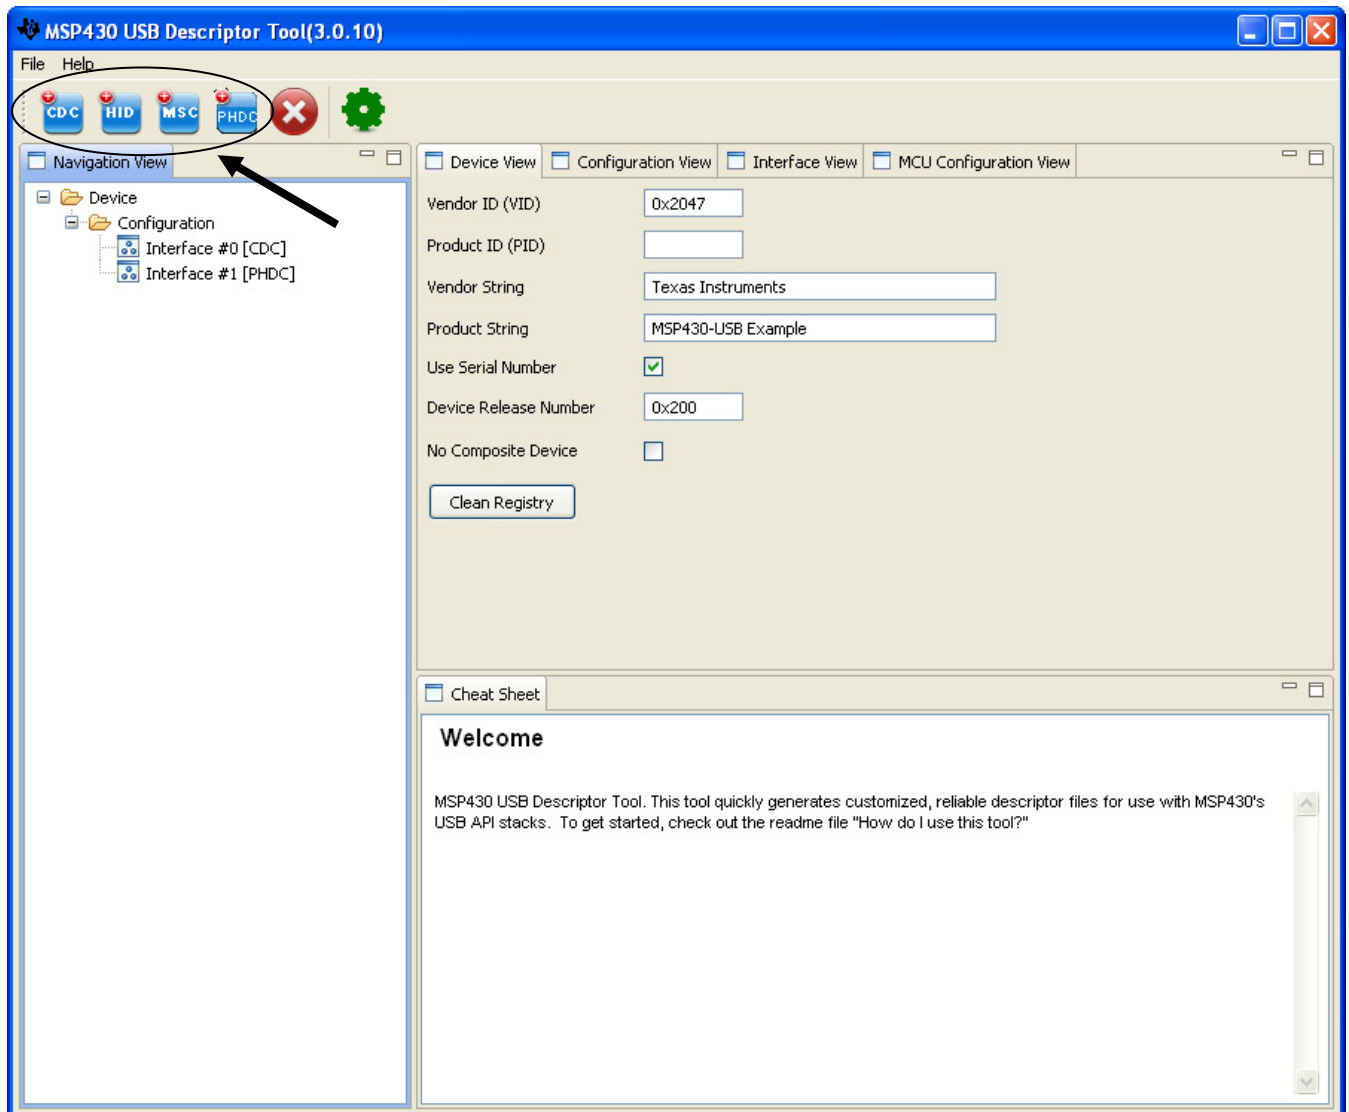 MSP430 USB Descriptor Tool(3.0.10)
File Help
CDC HID MSC PHDC
Navigation View
Device
Configuration
Interface #0 [CDC]
Interface #1 [PHDC]
Device View Configuration View Interface View MCU Configuration View
Vendor ID (VID) 0x2047
Product ID (PID)
Vendor String Texas Instruments
Product String MSP430-USB Example
Use Serial Number
Device Release Number 0x200
No Composite Device
Clean Registry
Cheat Sheet
Welcome
MSP430 USB Descriptor Tool. This tool quickly generates customized, reliable descriptor files for use with MSP430's
USB API stacks. To get started, check out the readme file "How do I use this tool?"